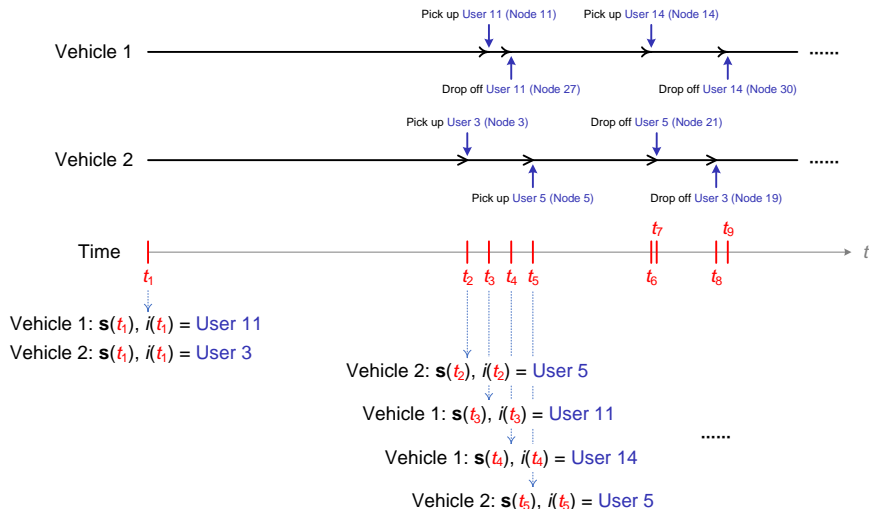 Pick up User 11 (Node 11) Pick up User 14 (Node 14)
Vehicle 1 ......
Drop off User 11 (Node 27) Drop off User 14 (Node 30)
Pick up User 3 (Node 3) Drop off User 5 (Node 21)
Vehicle 2 ......
Pick up User 5 (Node 5) Drop off User 3 (Node 19)
t7 t9
Time t
t1 t2 t3 t4 t5 t6 t8
Vehicle 1: s(t1), i(t1) = User 11
Vehicle 2: s(t1), i(t1) = User 3
Vehicle 2: s(t2), i(t2) = User 5
Vehicle 1: s(t3), i(t3) = User 11
......
Vehicle 1: s(t4), i(t4) = User 14
Vehicle 2: s(t5), i(t5) = User 5